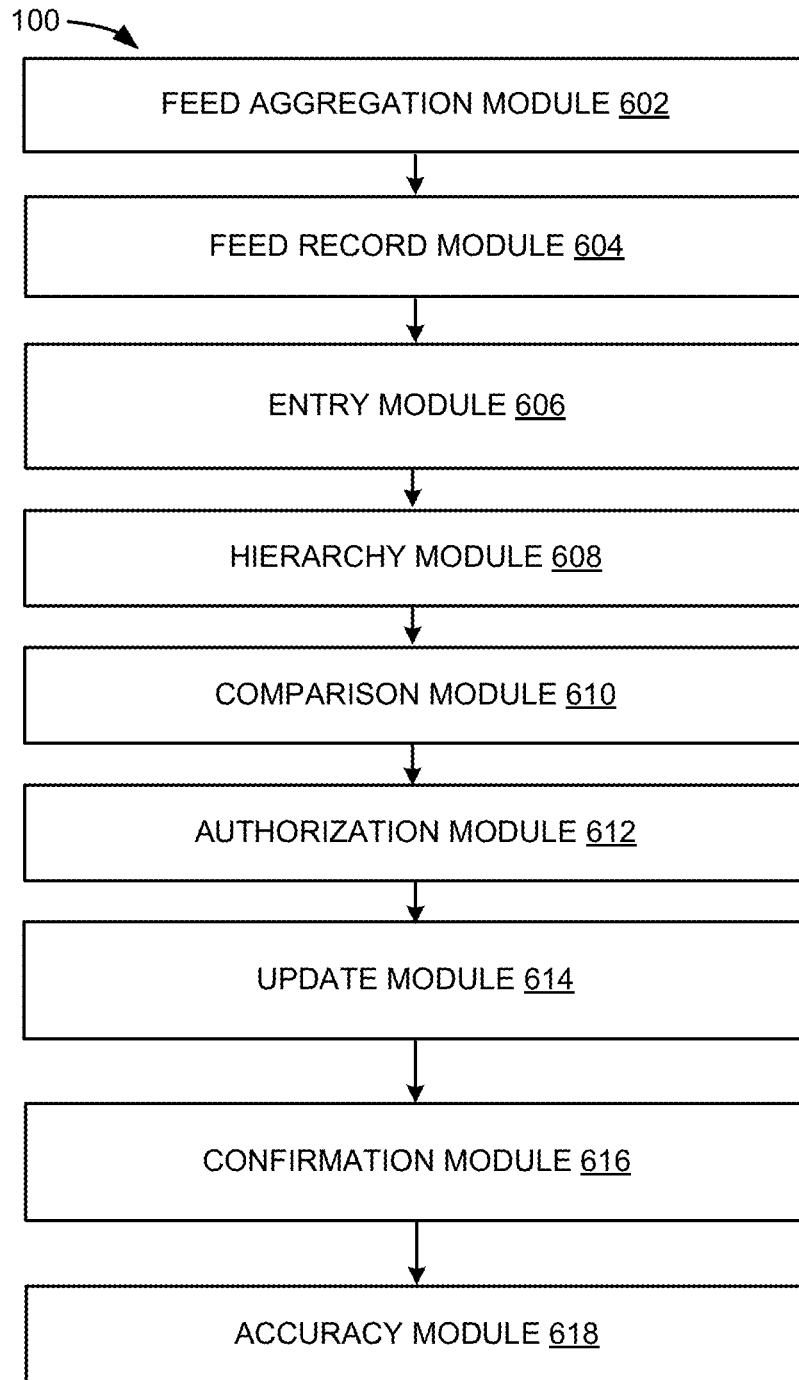 100
FEED AGGREGATION MODULE 602
FEED RECORD MODULE 604
ENTRY MODULE 606
HIERARCHY MODULE 608
COMPARISON MODULE 610
AUTHORIZATION MODULE 612
UPDATE MODULE 614
CONFIRMATION MODULE 616
ACCURACY MODULE 618